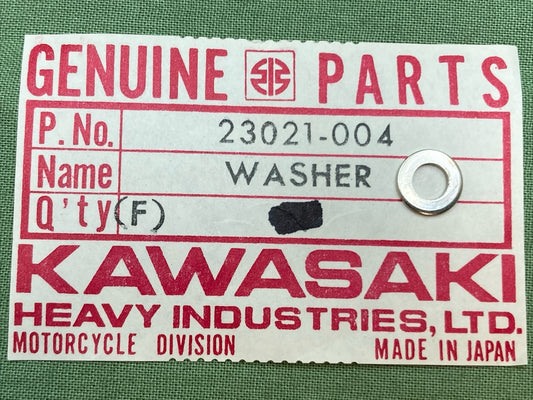 GENUINE PARTS
P. No. 23021-004
Name WASHER
Q'ty (F)
KAWASAKI
HEAVY INDUSTRIES, LTD.
MOTORCYCLE DIVISION MADE IN JAPAN